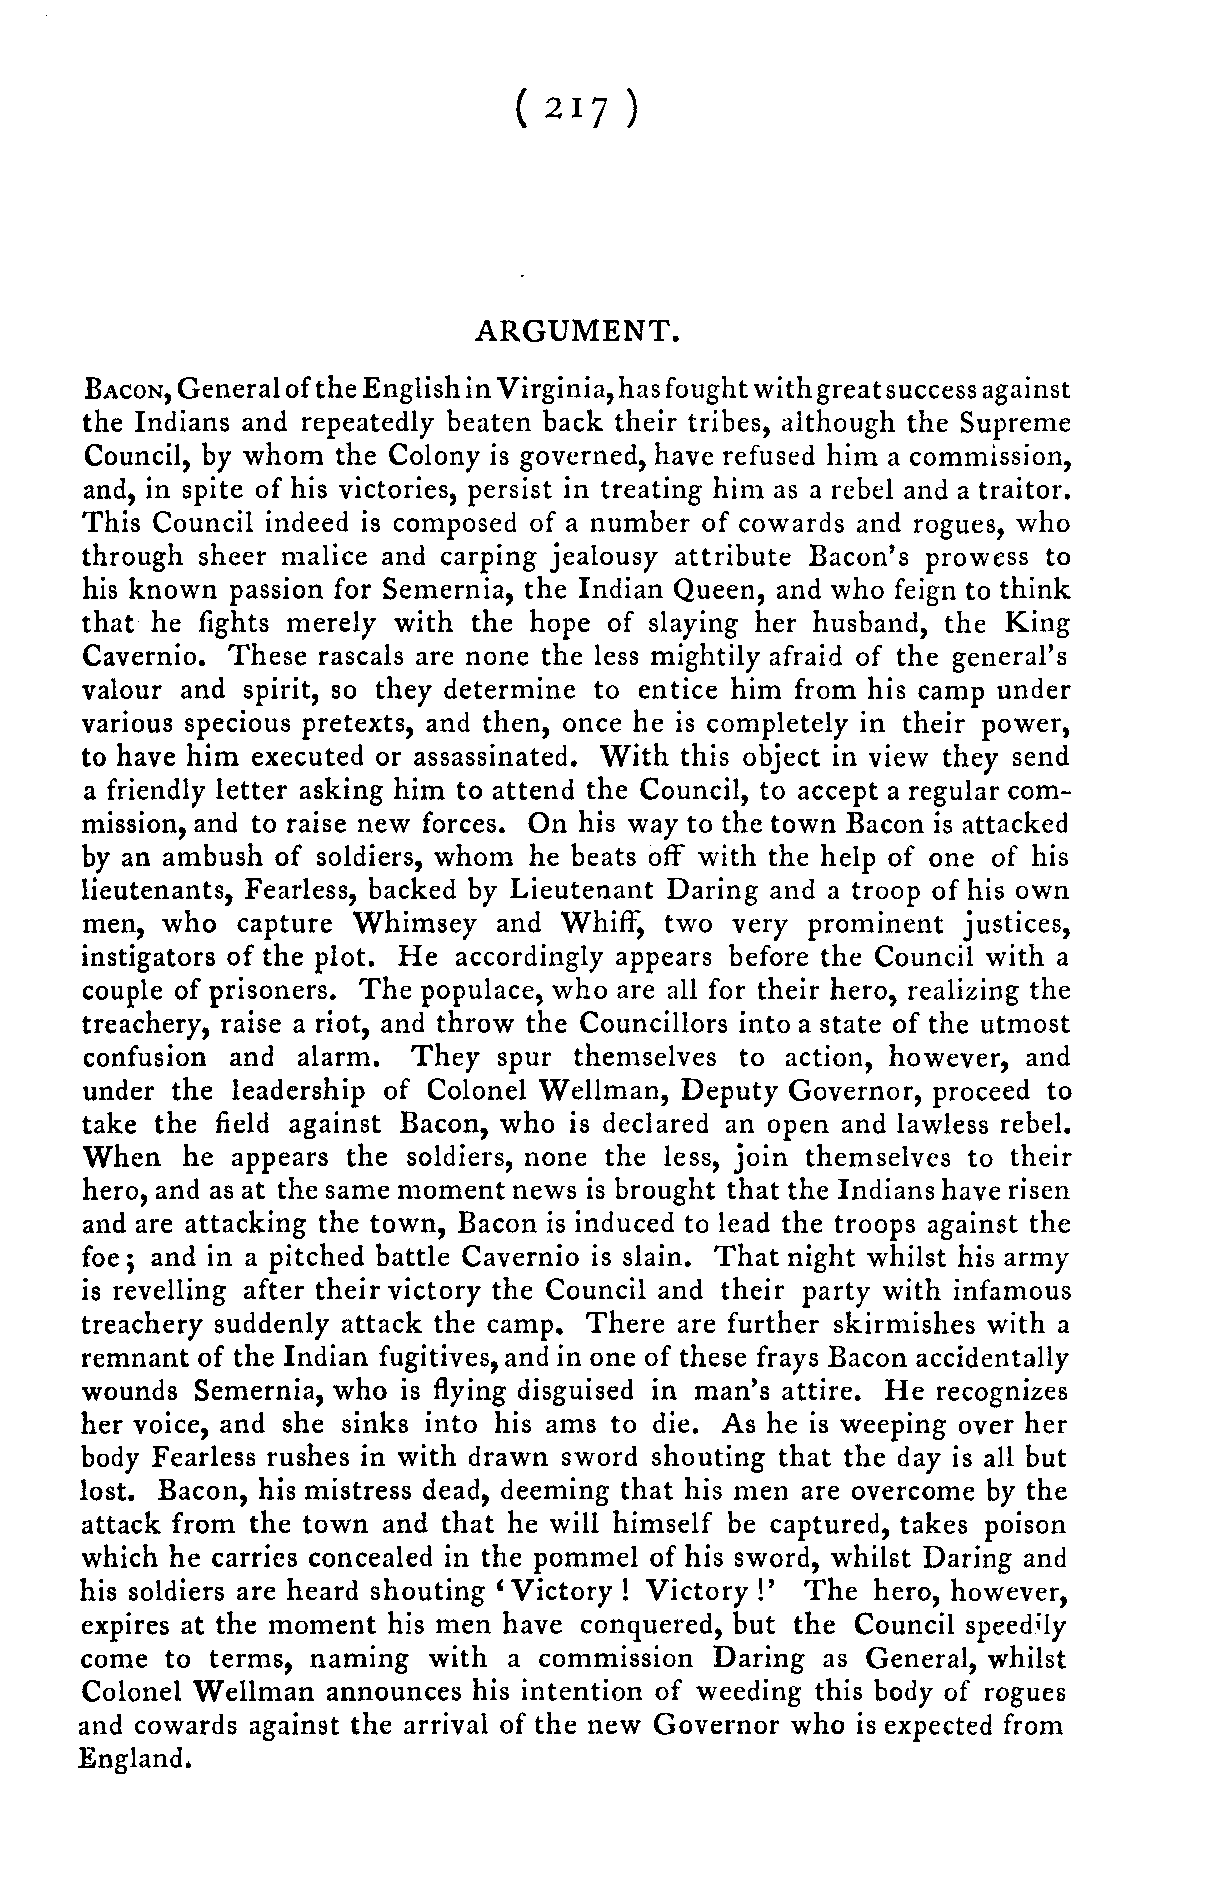 ( 217 )
ARGUMENT.
BACON, General of the English in Virginia, has fought with great success against
the Indians and repeatedly beaten back their tribes, although the Supreme
Council, by whom the Colony is governed, have refused him a commission,
and, in spite of his victories, persist in treating him as a rebel and a traitor.
This Council indeed is composed of a number of cowards and rogues, who
through sheer malice and carping jealousy attribute Bacon's prowess to
his known passion for Semernia, the Indian Queen, and who feign to think
that he fights merely with the hope of slaying her husband, the King
Cavernio. These rascals are none the less mightily afraid of the general's
valour and spirit, so they determine to entice him from his camp under
various specious pretexts, and then, once he is completely in their power,
to have him executed or assassinated. With this object in view they send
a friendly letter asking him to attend the Council, to accept a regular com-
mission, and to raise new forces. On his way to the town Bacon is attacked
by an ambush of soldiers, whom he beats off with the help of one of his
lieutenants, Fearless, backed by Lieutenant Daring and a troop of his own
men, who capture Whimsey and Whiff, two very prominent justices,
instigators of the plot. He accordingly appears before the Council with a
couple of prisoners. The populace, who are all for their hero, realizing the
treachery, raise a riot, and throw the Councillors into a state of the utmost
confusion and alarm. They spur themselves to action, however, and
under the leadership of Colonel Wellman, Deputy Governor, proceed to
take the field against Bacon, who is declared an open and lawless rebel.
When he appears the soldiers, none the less, join themselves to their
hero, and as at the same moment news is brought that the Indians have risen
and are attacking the town, Bacon is induced to lead the troops against the
foe; and in a pitched battle Cavernio is slain. That night whilst his army
is revelling after their victory the Council and their party with infamous
treachery suddenly attack the camp. There are further skirmishes with a
remnant of the Indian fugitives, and in one of these frays Bacon accidentally
wounds Semernia, who is flying disguised in man's attire. He recognizes
her voice, and she sinks into his ams to die. As he is weeping over her
body Fearless rushes in with drawn sword shouting that the day is all but
lost. Bacon, his mistress dead, deeming that his men are overcome by the
attack from the town and that he will himself be captured, takes poison
which he carries concealed in the pommel of his sword, whilst Daring and
his soldiers are heard shouting ‘Victory! Victory!’ The hero, however,
expires at the moment his men have conquered, but the Council speedily
come to terms, naming with a commission Daring as General, whilst
Colonel Wellman announces his intention of weeding this body of rogues
and cowards against the arrival of the new Governor who is expected from
England.